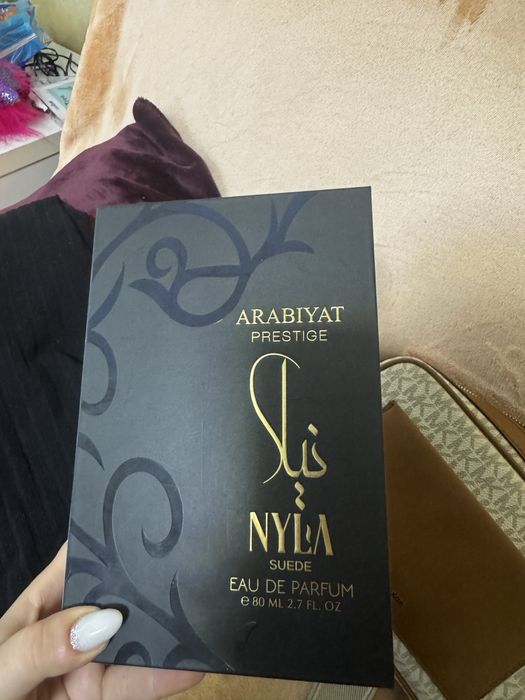 ARABIYAT
PRESTIGE
نيلا
NYLA
SUEDE
EAU DE PARFUM
℮ 80 ML 2.7 FL. OZ